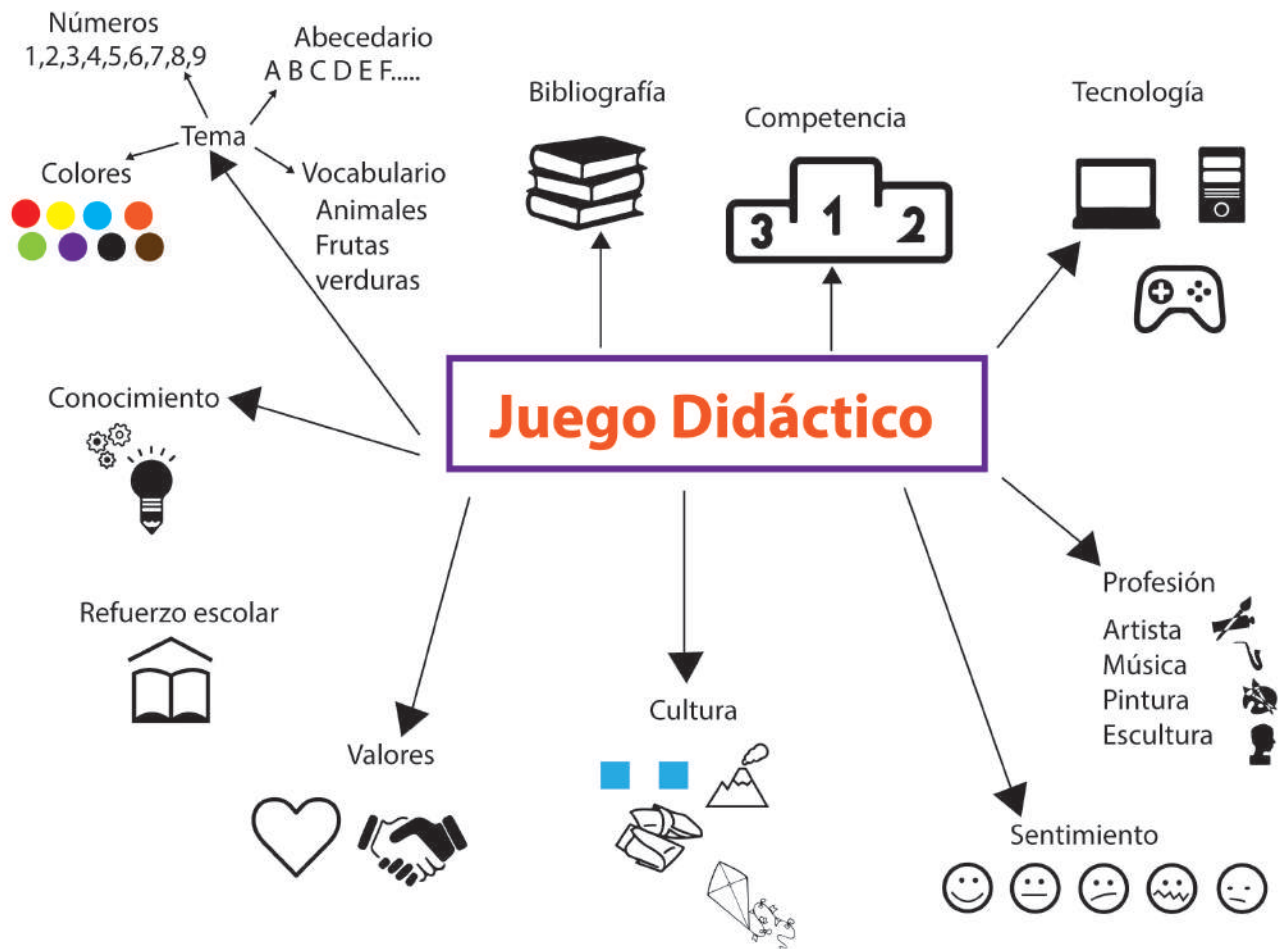 Números
1,2,3,4,5,6,7,8,9
Abecedario
A B C D E F.....
Tema
Colores
Vocabulario
Animales
Frutas
verduras
Bibliografía
Competencia
3 1 2
Tecnología
Juego Didáctico
Conocimiento
Refuerzo escolar
Valores
Cultura
Profesión
Artista
Música
Pintura
Escultura
Sentimiento